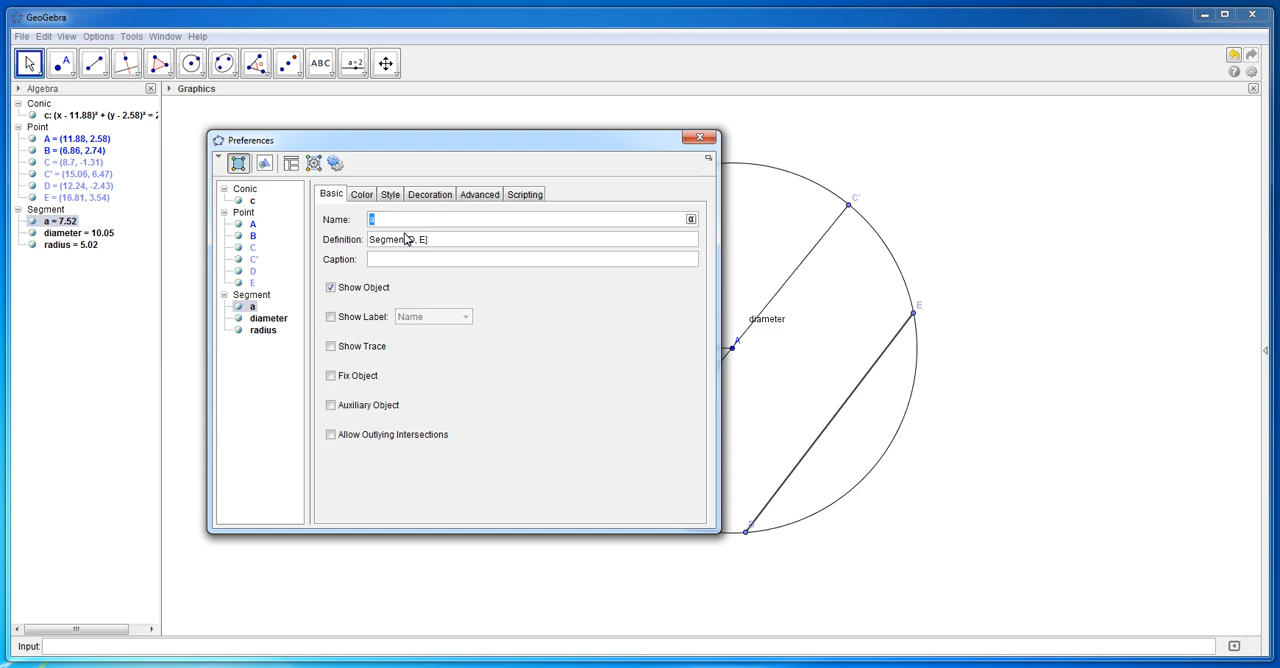 GeoGebra
File Edit View Options Tools Window Help
ABC a=2
Algebra
Graphics
Conic
c: (x - 11.88)² + (y - 2.58)² = 2
Point
A = (11.88, 2.58)
B = (6.86, 2.74)
C = (8.7, -1.31)
C' = (15.06, 6.47)
D = (12.24, -2.43)
E = (16.81, 3.54)
Segment
a = 7.52
diameter = 10.05
radius = 5.02
Preferences
Conic
c
Point
A
B
C
C'
D
E
Segment
a
diameter
radius
Basic Color Style Decoration Advanced Scripting
Name: a α
Definition: Segment[D, E]
Caption:
Show Object
Show Label: Name
Show Trace
Fix Object
Auxiliary Object
Allow Outlying Intersections
C'
E
diameter
A
D
Input: